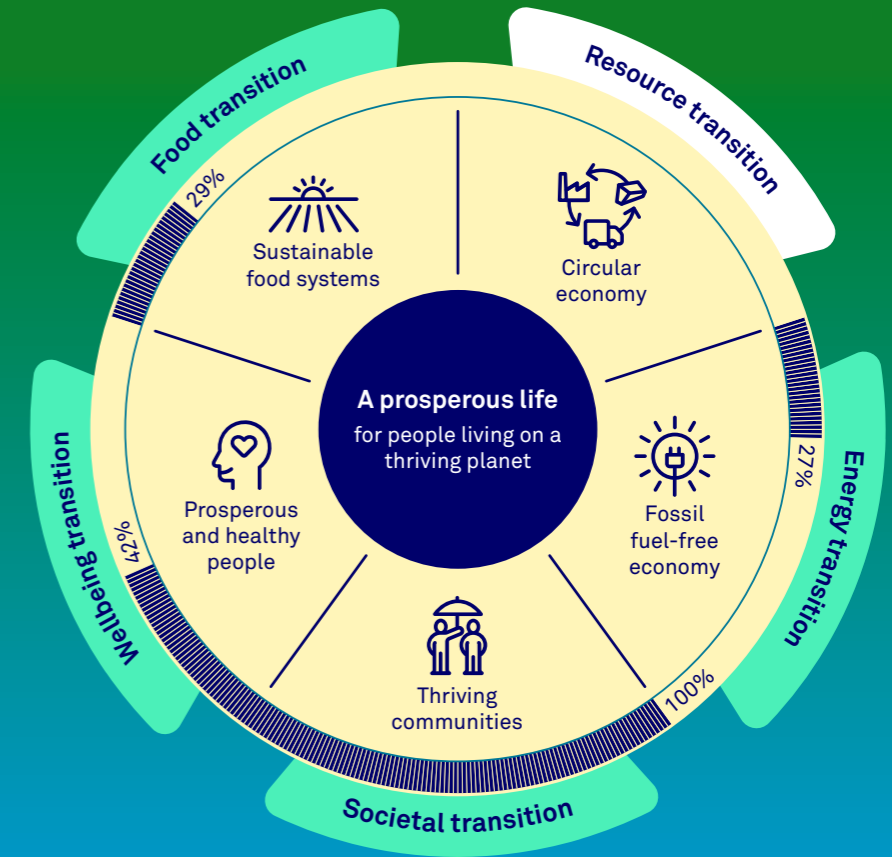 Food transition
Resource transition
29%
Sustainable
food systems
Circular
economy
A prosperous life
for people living on a
thriving planet
Wellbeing transition
42%
Prosperous
and healthy
people
27%
Energy transition
Fossil
fuel-free
economy
100%
Thriving
communities
Societal transition